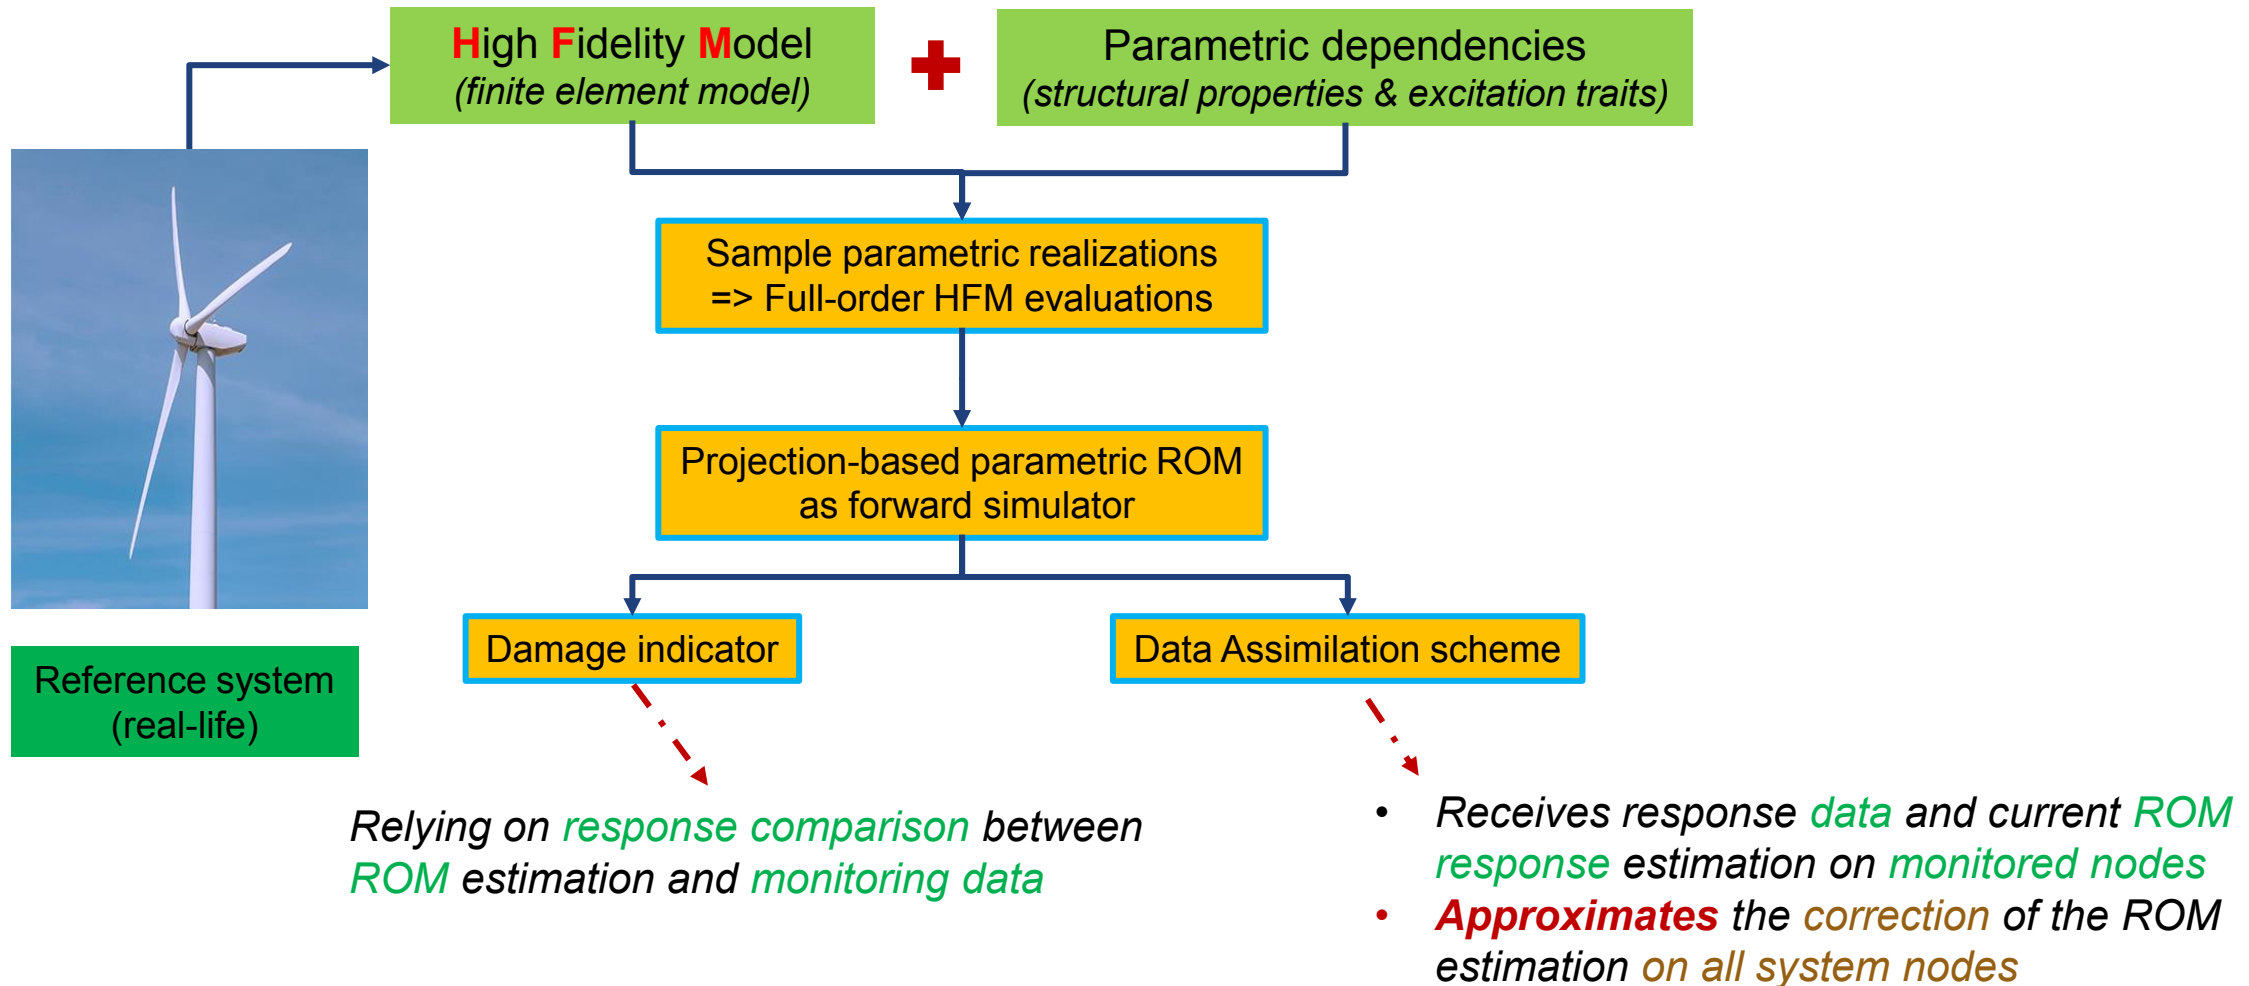 High Fidelity Model
(finite element model)
Parametric dependencies
(structural properties & excitation traits)
Sample parametric realizations
=> Full-order HFM evaluations
Projection-based parametric ROM
as forward simulator
Damage indicator
Data Assimilation scheme
Reference system
(real-life)
Relying on response comparison between
ROM estimation and monitoring data
• Receives response data and current ROM
response estimation on monitored nodes
• Approximates the correction of the ROM
estimation on all system nodes